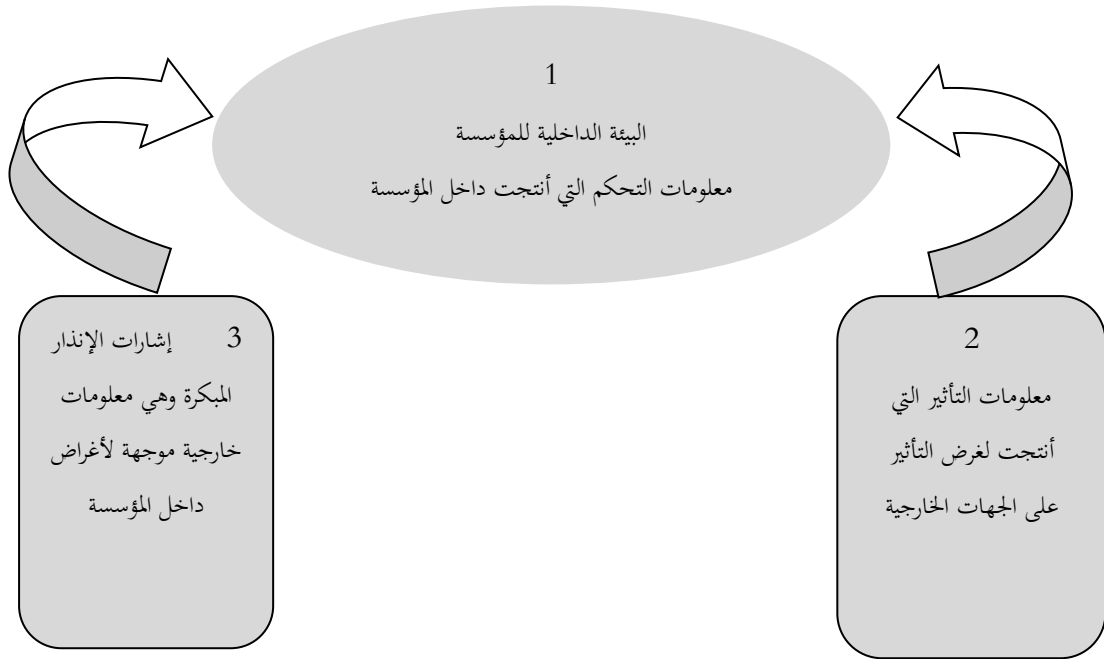 1
البيئة الداخلية للمؤسسة
معلومات التحكم التي أنتجت داخل المؤسسة
2
معلومات التأثير التي
أنتجت لغرض التأثير
على الجهات الخارجية
3 إشارات الإنذار
المبكرة وهي معلومات
خارجية موجهة لأغراض
داخل المؤسسة